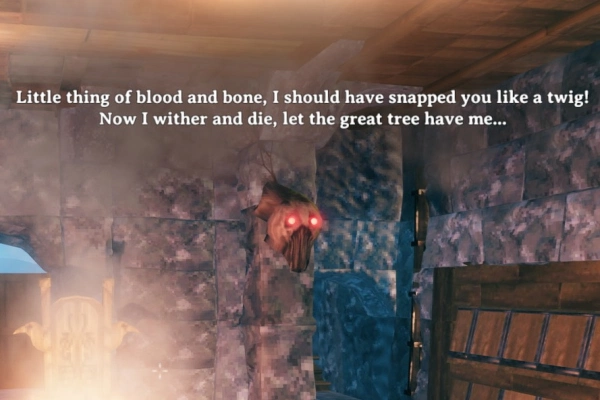 Little thing of blood and bone, I should have snapped you like a twig!
Now I wither and die, let the great tree have me...